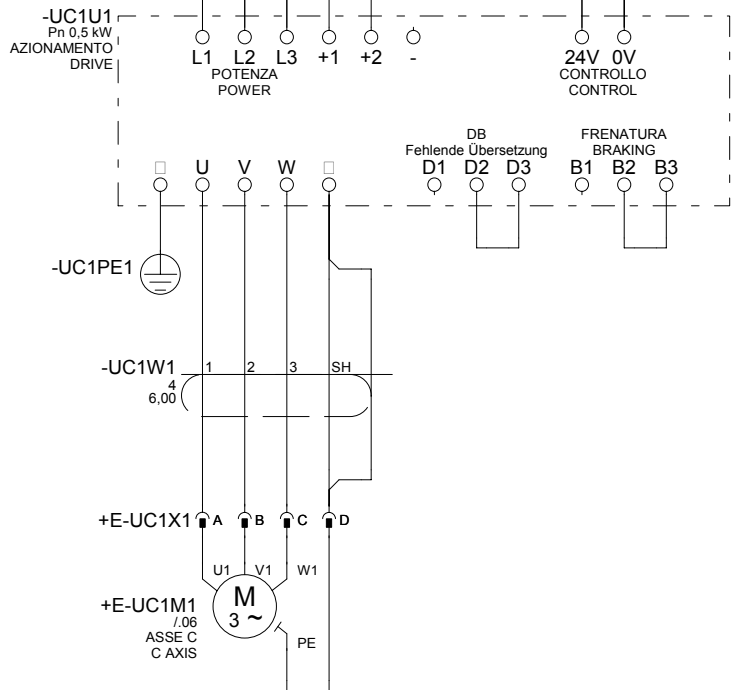 -UC1U1
Pn 0,5 kW
AZIONAMENTO
DRIVE
L1 L2 L3 +1 +2 -
POTENZA
POWER
24V 0V
CONTROLLO
CONTROL
DB
Fehlende Übersetzung
FRENATURA
BRAKING
U V W
D1 D2 D3
B1 B2 B3
-UC1PE1
-UC1W1
1 2 3 SH
4
6,00
+E-UC1X1
A B C D
U1 V1 W1
+E-UC1M1
/.06
ASSE C
C AXIS
M
3 ~
PE